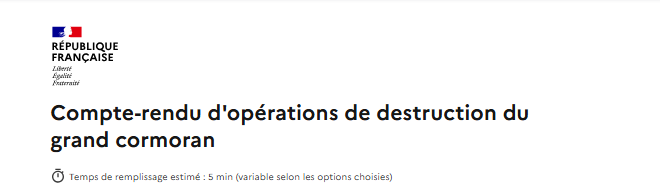 RÉPUBLIQUE
FRANÇAISE
Liberté
Égalité
Fraternité
Compte-rendu d'opérations de destruction du
grand cormoran
Temps de remplissage estimé : 5 min (variable selon les options choisies)